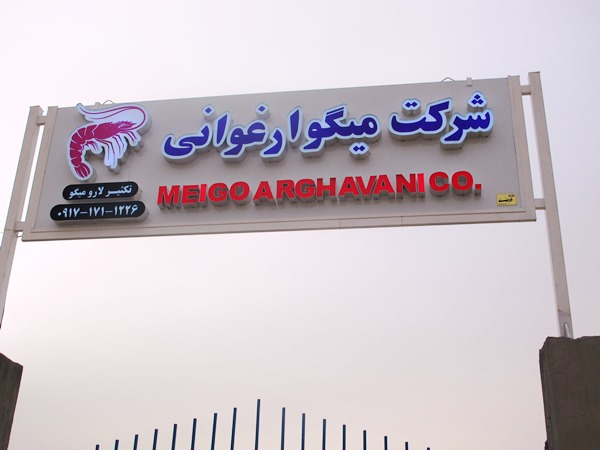 شرکت میگو ارغوانی
MEIGO ARGHAVANI CO.
تکثیر لارو میگو
۰۹۱۷-۱۷۱-۱۲۲۶